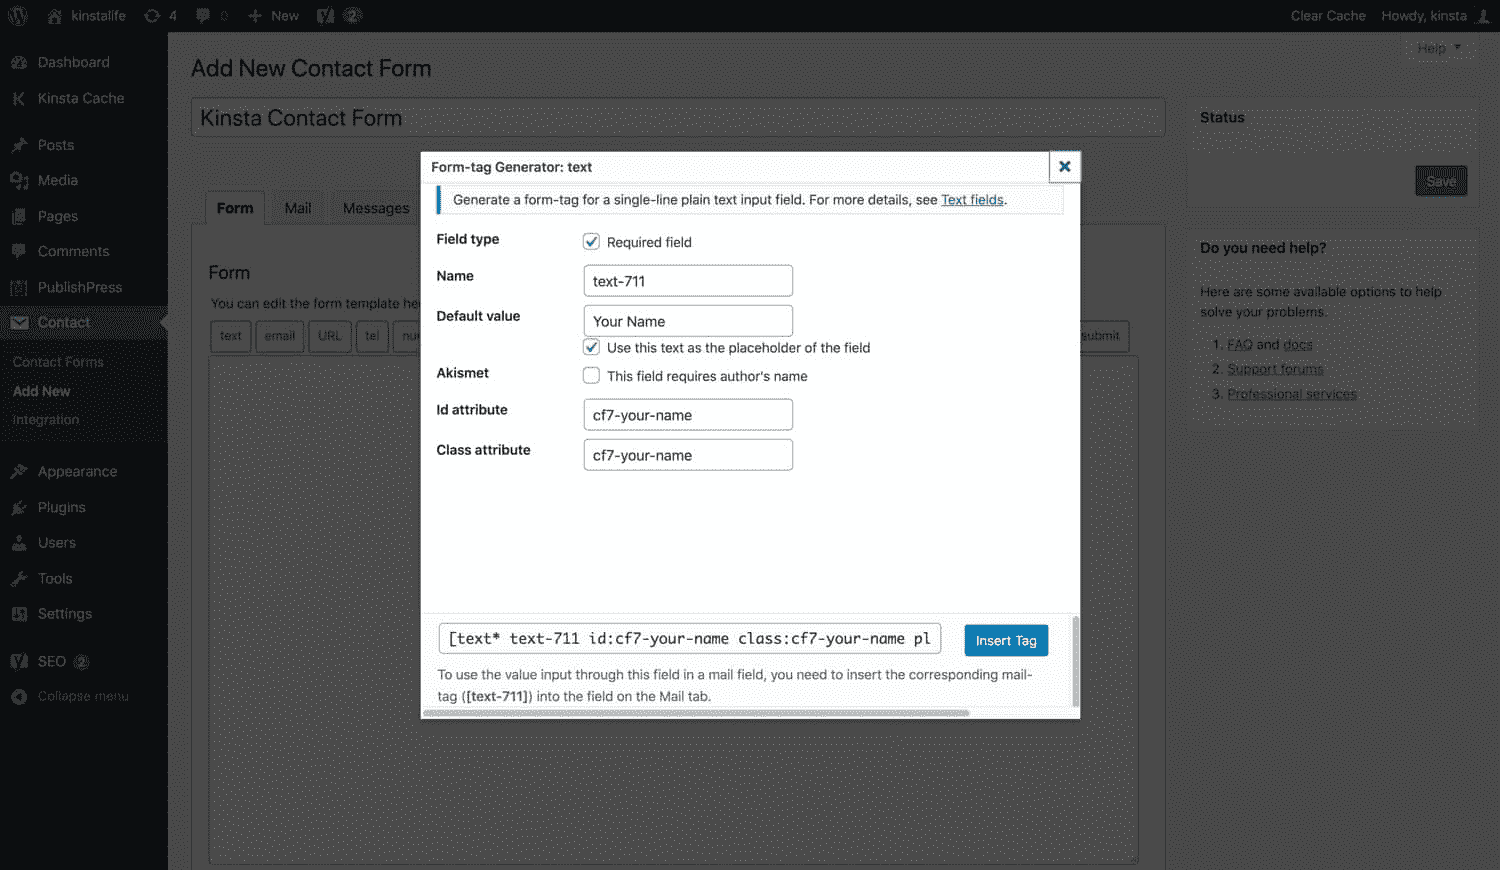 kinstalife 4 0 + New 2 Clear Cache Howdy, kinsta
Help
Dashboard
Kinsta Cache
Posts
Media
Pages
Comments
PublishPress
Contact
Contact Forms
Add New
Integration
Appearance
Plugins
Users
Tools
Settings
SEO 2
Collapse menu
Add New Contact Form
Kinsta Contact Form
Form Mail Messages
Form
You can edit the form template he
text email URL tel nu submit
Form-tag Generator: text
Generate a form-tag for a single-line plain text input field. For more details, see Text fields.
Field type Required field
Name text-711
Default value Your Name
Use this text as the placeholder of the field
Akismet This field requires author's name
Id attribute cf7-your-name
Class attribute cf7-your-name
[text* text-711 id:cf7-your-name class:cf7-your-name pl Insert Tag
To use the value input through this field in a mail field, you need to insert the corresponding mail-
tag ([text-711]) into the field on the Mail tab.
Status
Save
Do you need help?
Here are some available options to help
solve your problems.
1. FAQ and docs
2. Support forums
3. Professional services